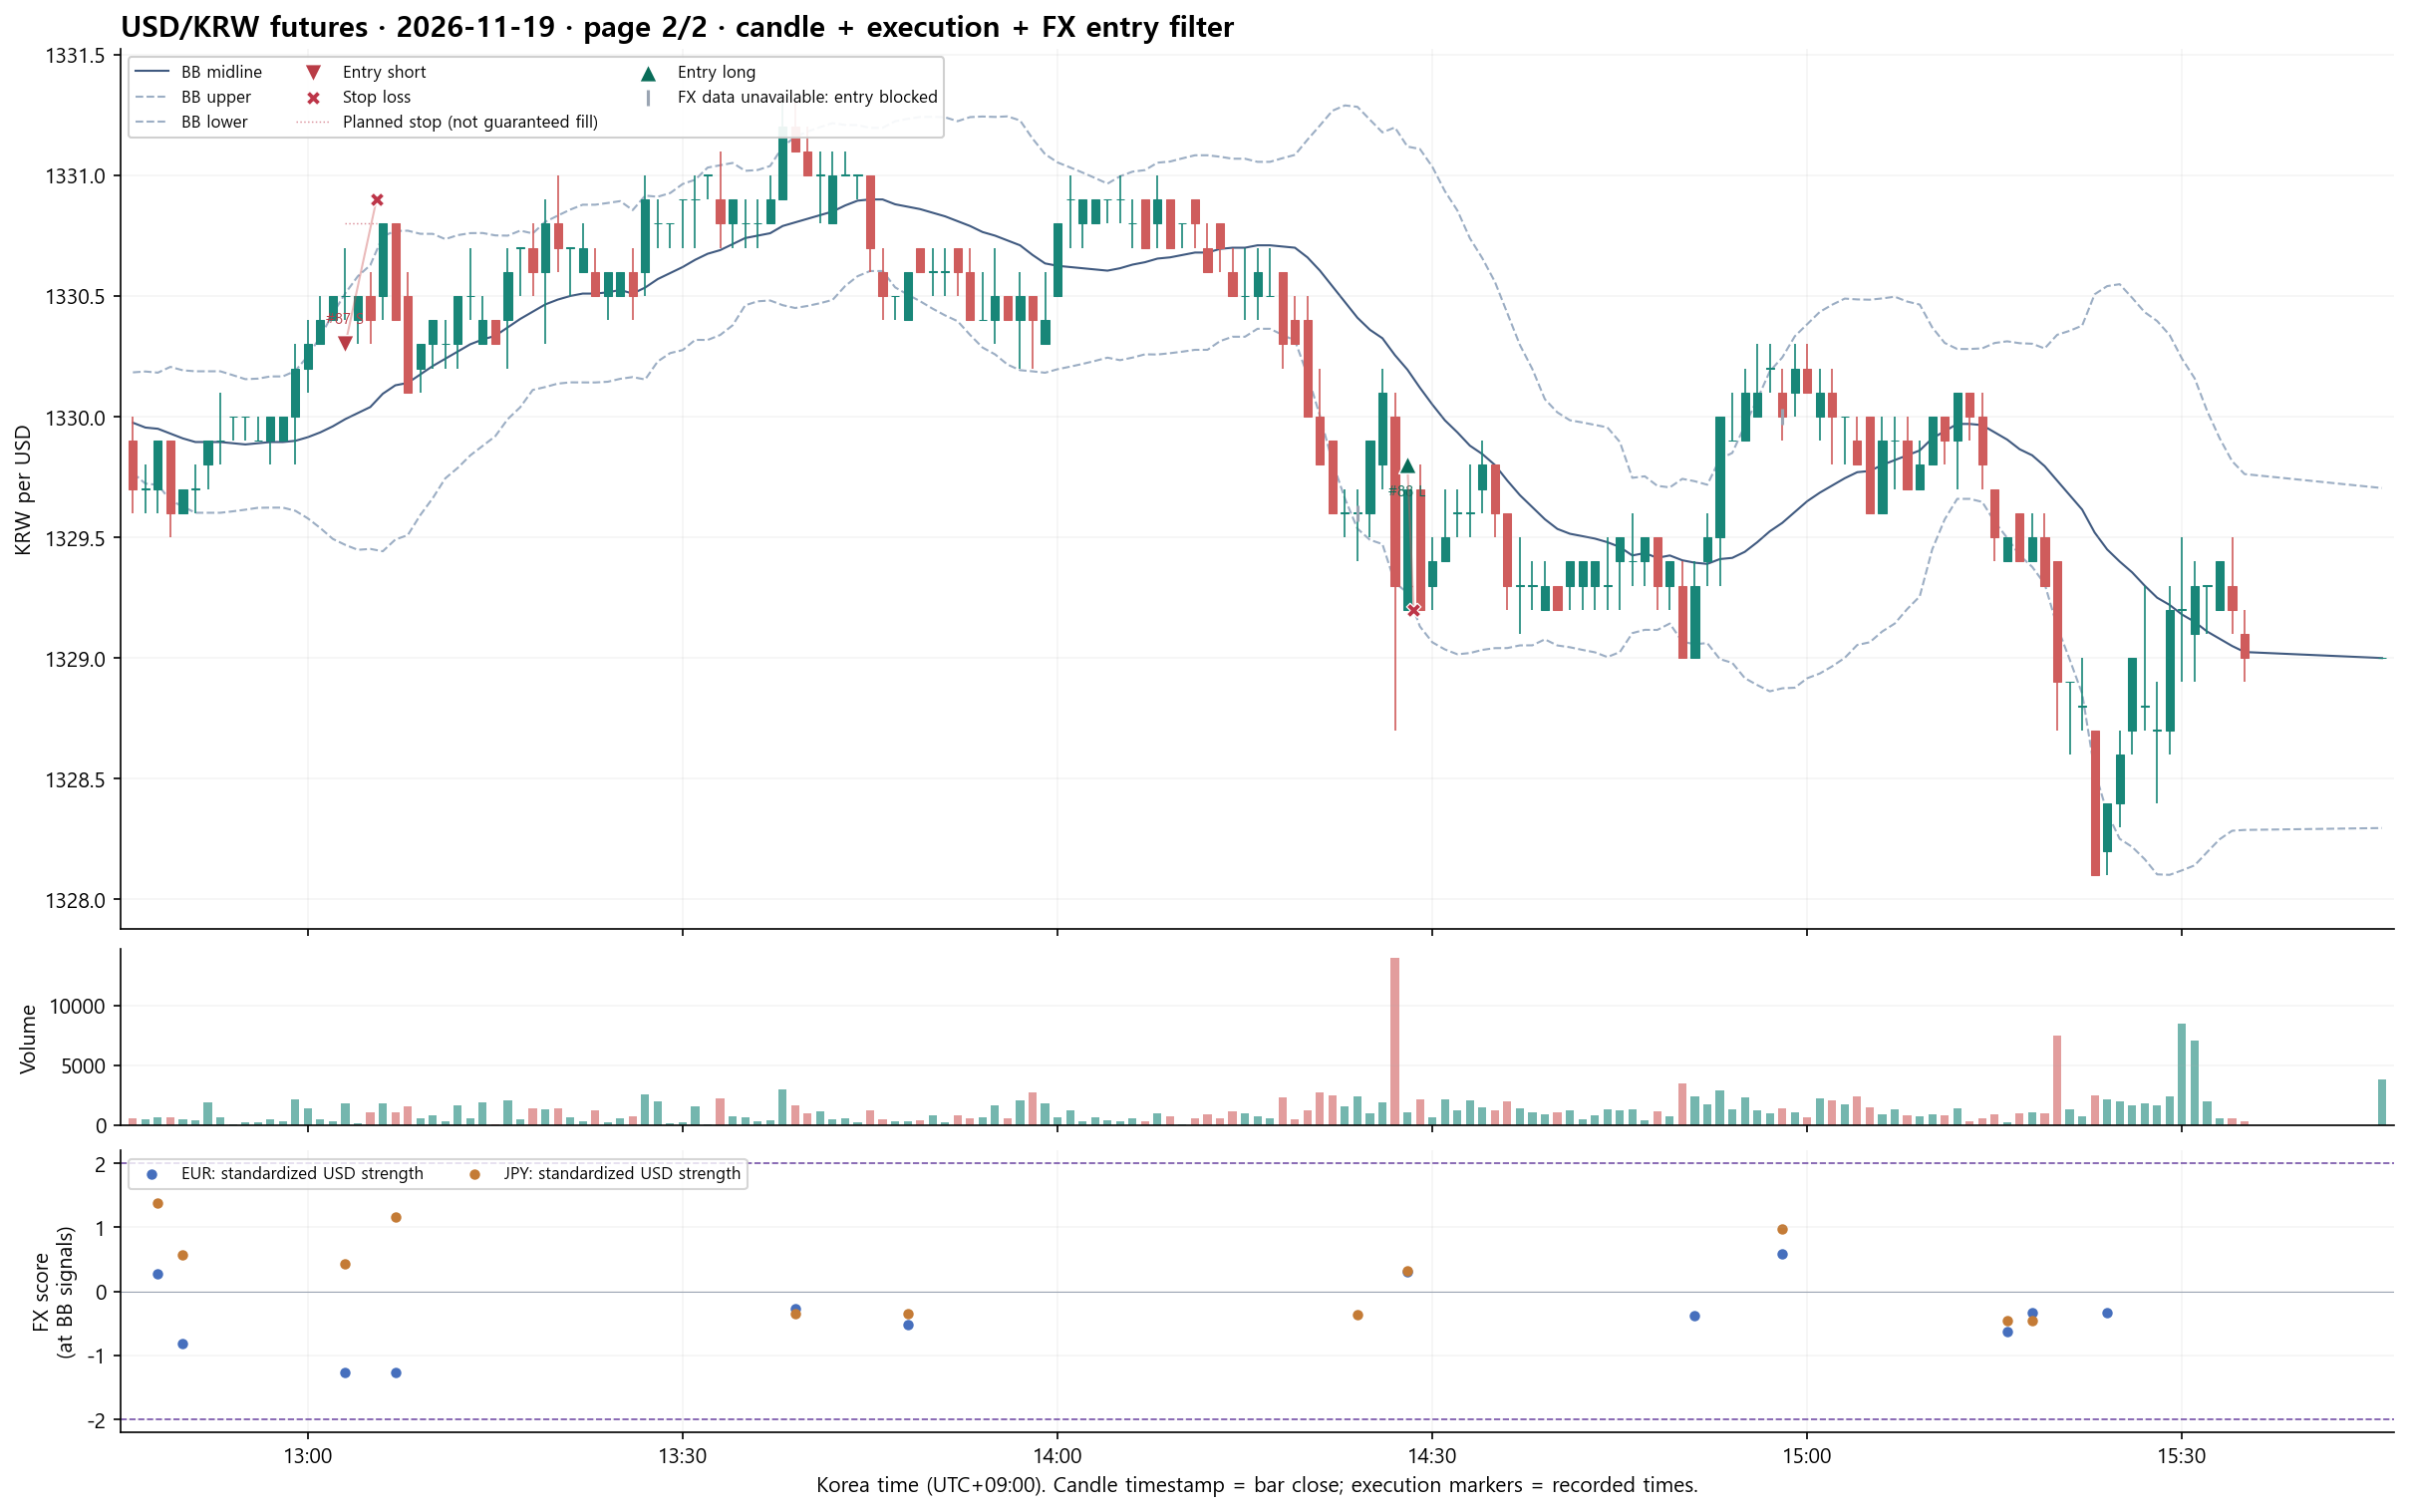 USD/KRW futures · 2026-11-19 · page 2/2 · candle + execution + FX entry filter
BB midline
BB upper
BB lower
Entry short
Stop loss
Planned stop (not guaranteed fill)
Entry long
FX data unavailable: entry blocked
KRW per USD
1331.5
1331.0
1330.5
1330.0
1329.5
1329.0
1328.5
1328.0
Volume
10000
5000
0
EUR: standardized USD strength
JPY: standardized USD strength
FX score
(at BB signals)
2
1
0
-1
-2
13:00
13:30
14:00
14:30
15:00
15:30
Korea time (UTC+09:00). Candle timestamp = bar close; execution markers = recorded times.